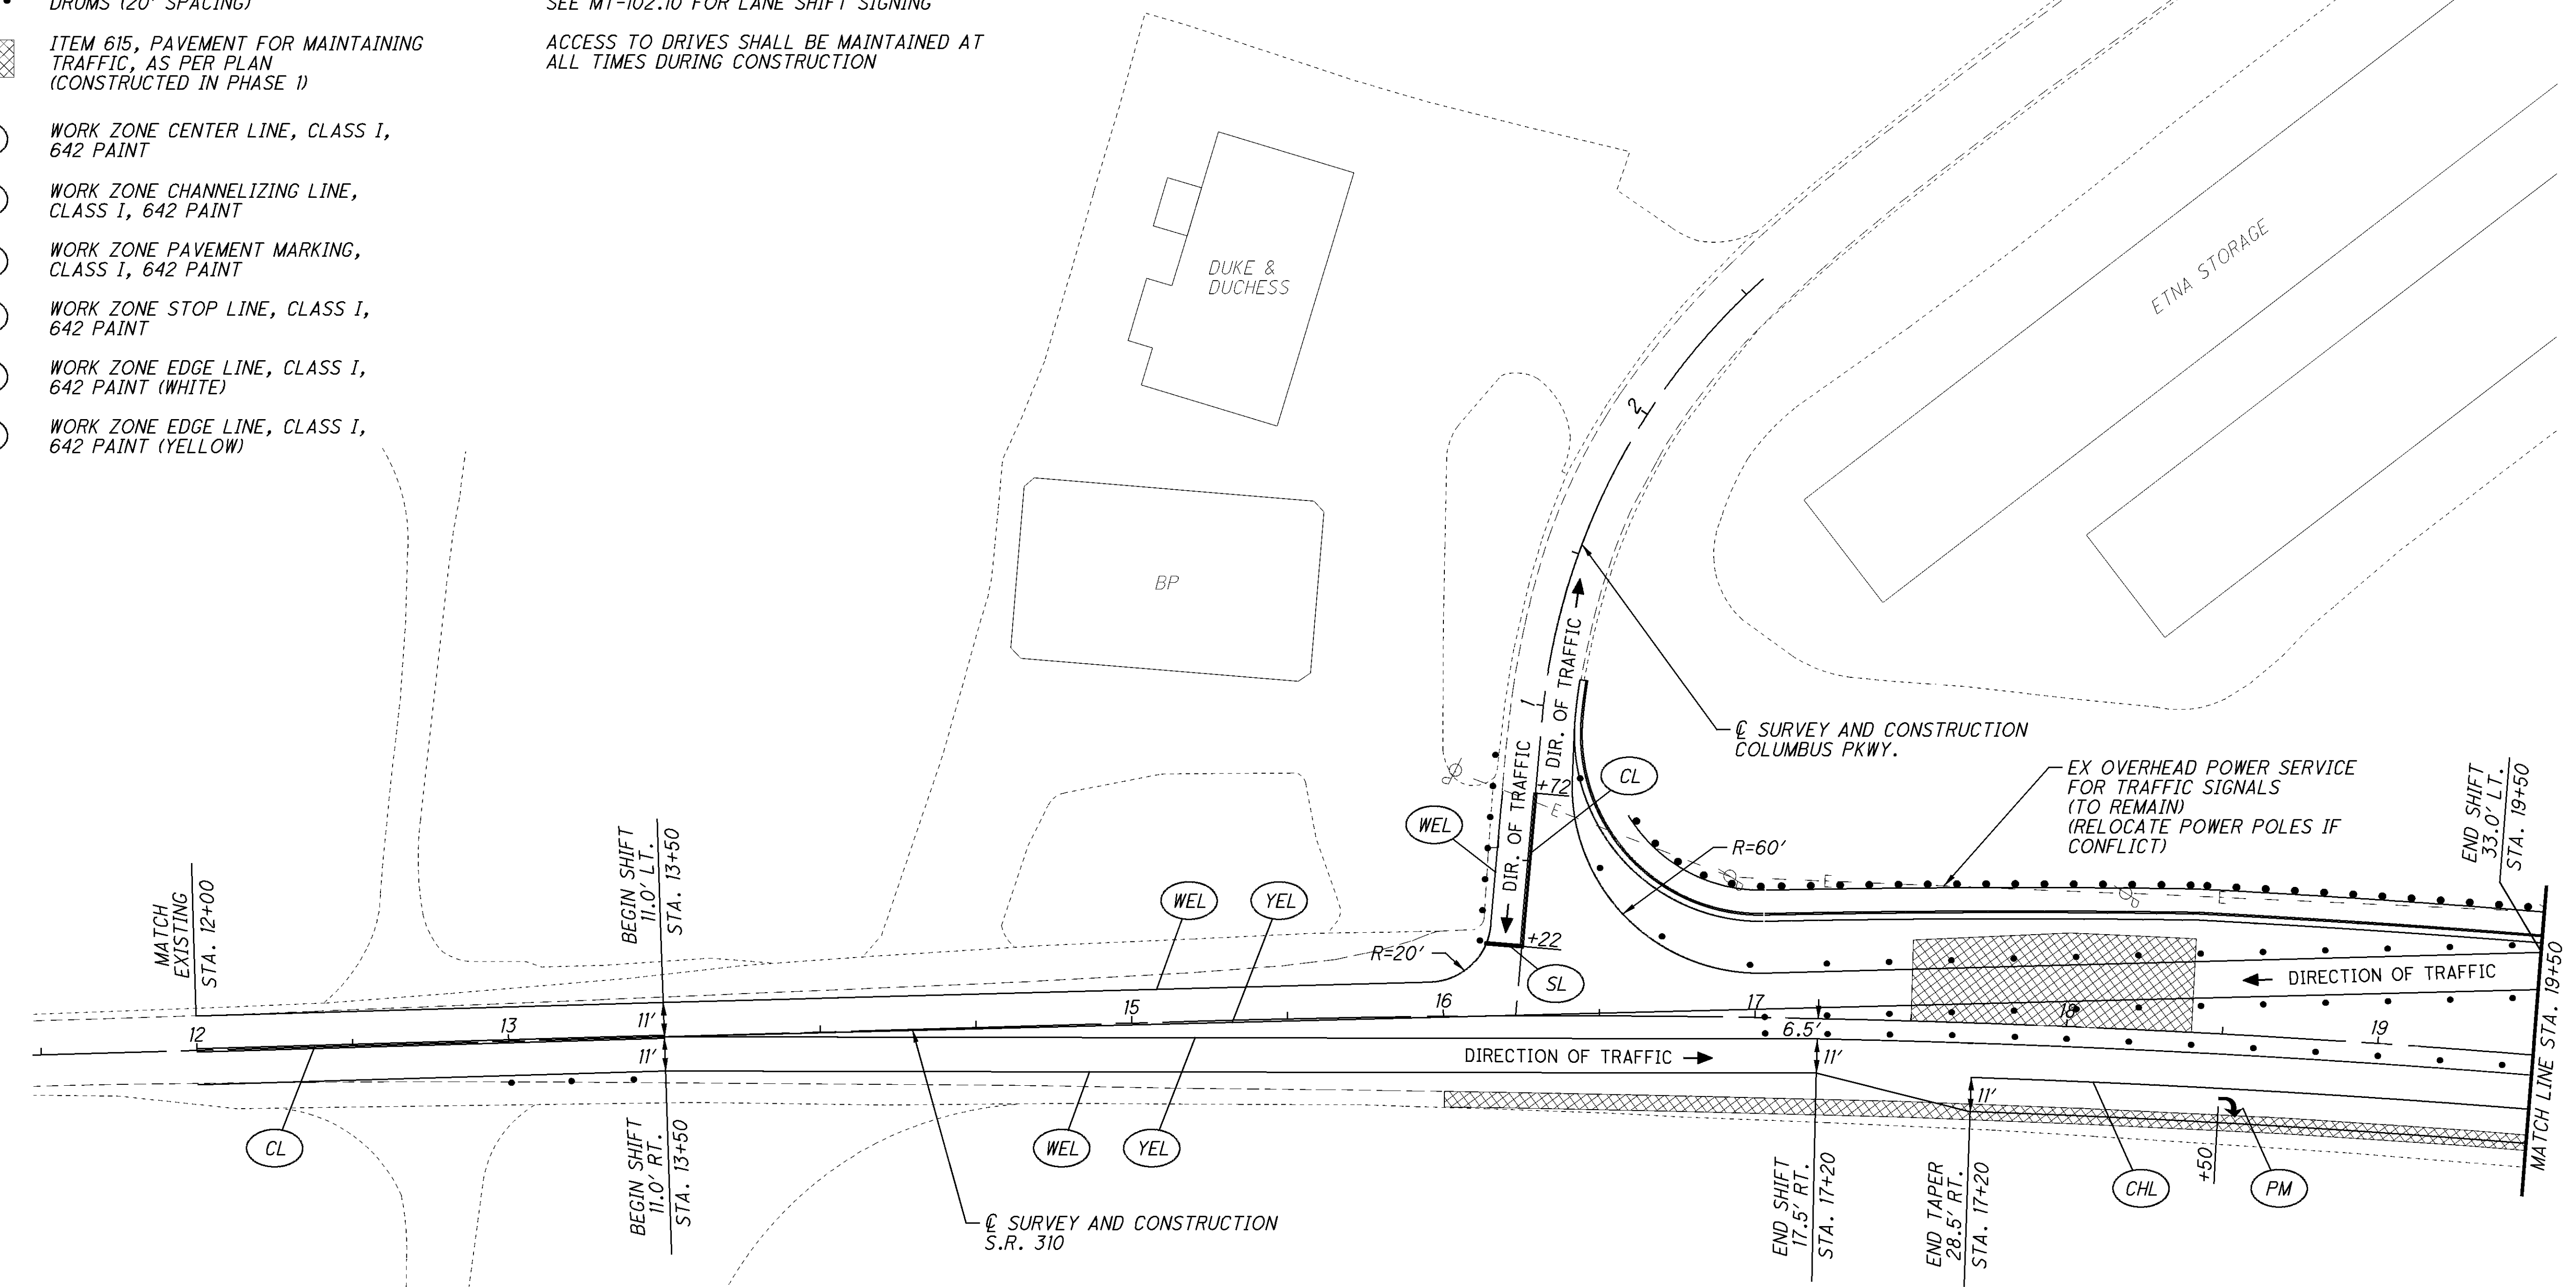 DRUMS (20' SPACING)
ITEM 615, PAVEMENT FOR MAINTAINING
TRAFFIC, AS PER PLAN
(CONSTRUCTED IN PHASE 1)
WORK ZONE CENTER LINE, CLASS I,
642 PAINT
WORK ZONE CHANNELIZING LINE,
CLASS I, 642 PAINT
WORK ZONE PAVEMENT MARKING,
CLASS I, 642 PAINT
WORK ZONE STOP LINE, CLASS I,
642 PAINT
WORK ZONE EDGE LINE, CLASS I,
642 PAINT (WHITE)
WORK ZONE EDGE LINE, CLASS I,
642 PAINT (YELLOW)
SEE MT-102.10 FOR LANE SHIFT SIGNING
ACCESS TO DRIVES SHALL BE MAINTAINED AT
ALL TIMES DURING CONSTRUCTION
DUKE &
DUCHESS
BP
ETNA STORAGE
2
1
DIR. OF TRAFFIC
DIR. OF TRAFFIC
DIR. OF TRAFFIC
℄ SURVEY AND CONSTRUCTION
COLUMBUS PKWY.
CL
+72
E
WEL
EX OVERHEAD POWER SERVICE
FOR TRAFFIC SIGNALS
(TO REMAIN)
(RELOCATE POWER POLES IF
CONFLICT)
R=60'
E
E
END SHIFT
33.0' LT.
STA. 19+50
MATCH
EXISTING
STA. 12+00
BEGIN SHIFT
11.0' LT.
STA. 13+50
WEL
YEL
R=20'
+22
SL
DIRECTION OF TRAFFIC
12
13
11'
15
16
17
18
19
6.5'
11'
DIRECTION OF TRAFFIC
11'
11'
CL
BEGIN SHIFT
11.0' RT.
STA. 13+50
WEL
YEL
℄ SURVEY AND CONSTRUCTION
S.R. 310
END SHIFT
17.5' RT.
STA. 17+20
END TAPER
28.5' RT.
STA. 17+20
CHL
+50
PM
MATCH LINE STA. 19+50